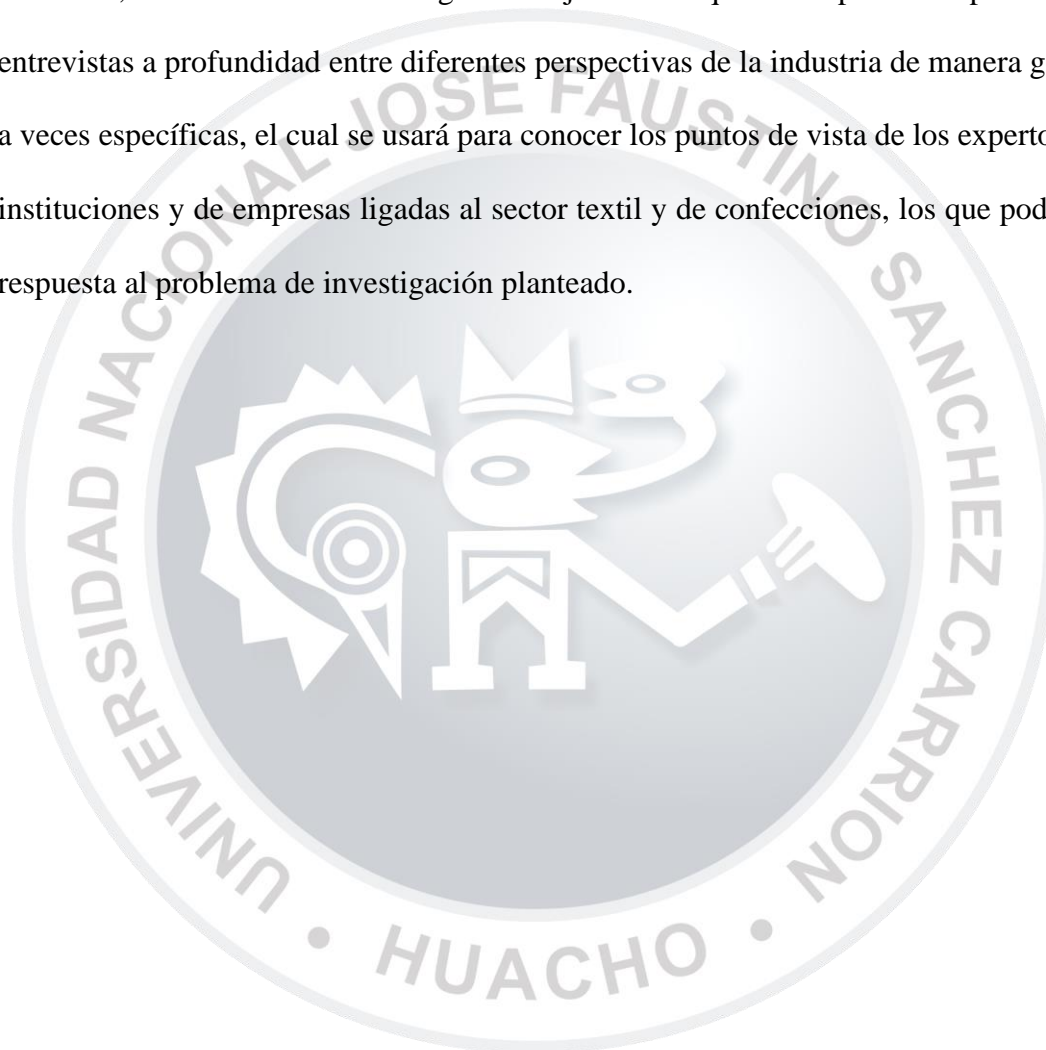 entrevistas a profundidad entre diferentes perspectivas de la industria de manera g
a veces específicas, el cual se usará para conocer los puntos de vista de los experto
instituciones y de empresas ligadas al sector textil y de confecciones, los que pod
respuesta al problema de investigación planteado.
UNIVERSIDAD NACIONAL JOSE FAUSTINO SANCHEZ CARRION
• HUACHO •